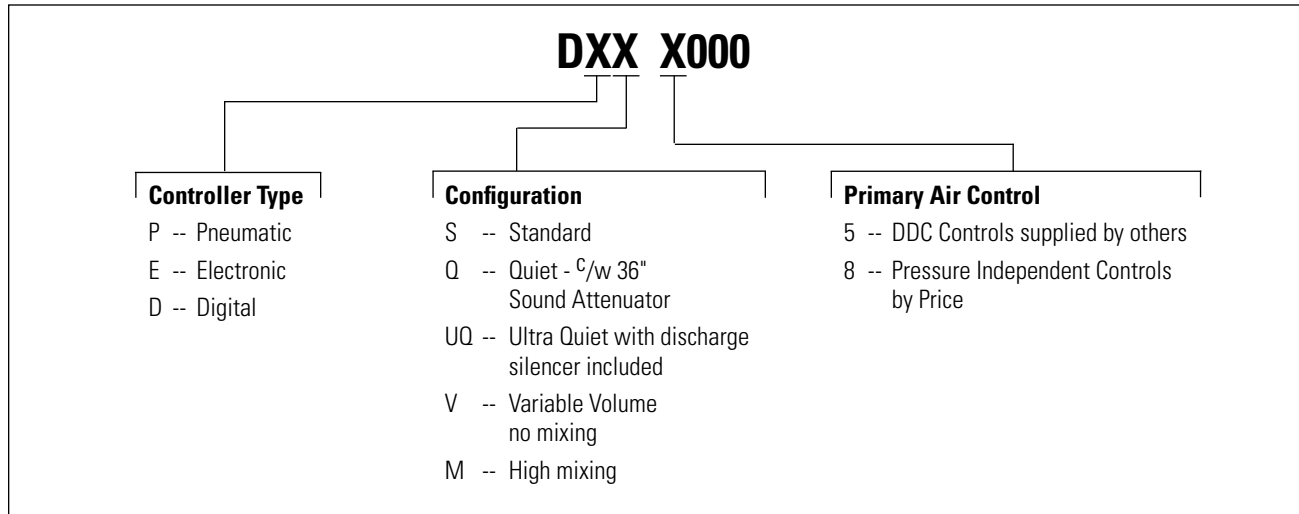 DXX X000
Controller Type
P -- Pneumatic
E -- Electronic
D -- Digital
Configuration
S -- Standard
Q -- Quiet - C/w 36"
Sound Attenuator
UQ -- Ultra Quiet with discharge
silencer included
V -- Variable Volume
no mixing
M -- High mixing
Primary Air Control
5 -- DDC Controls supplied by others
8 -- Pressure Independent Controls
by Price